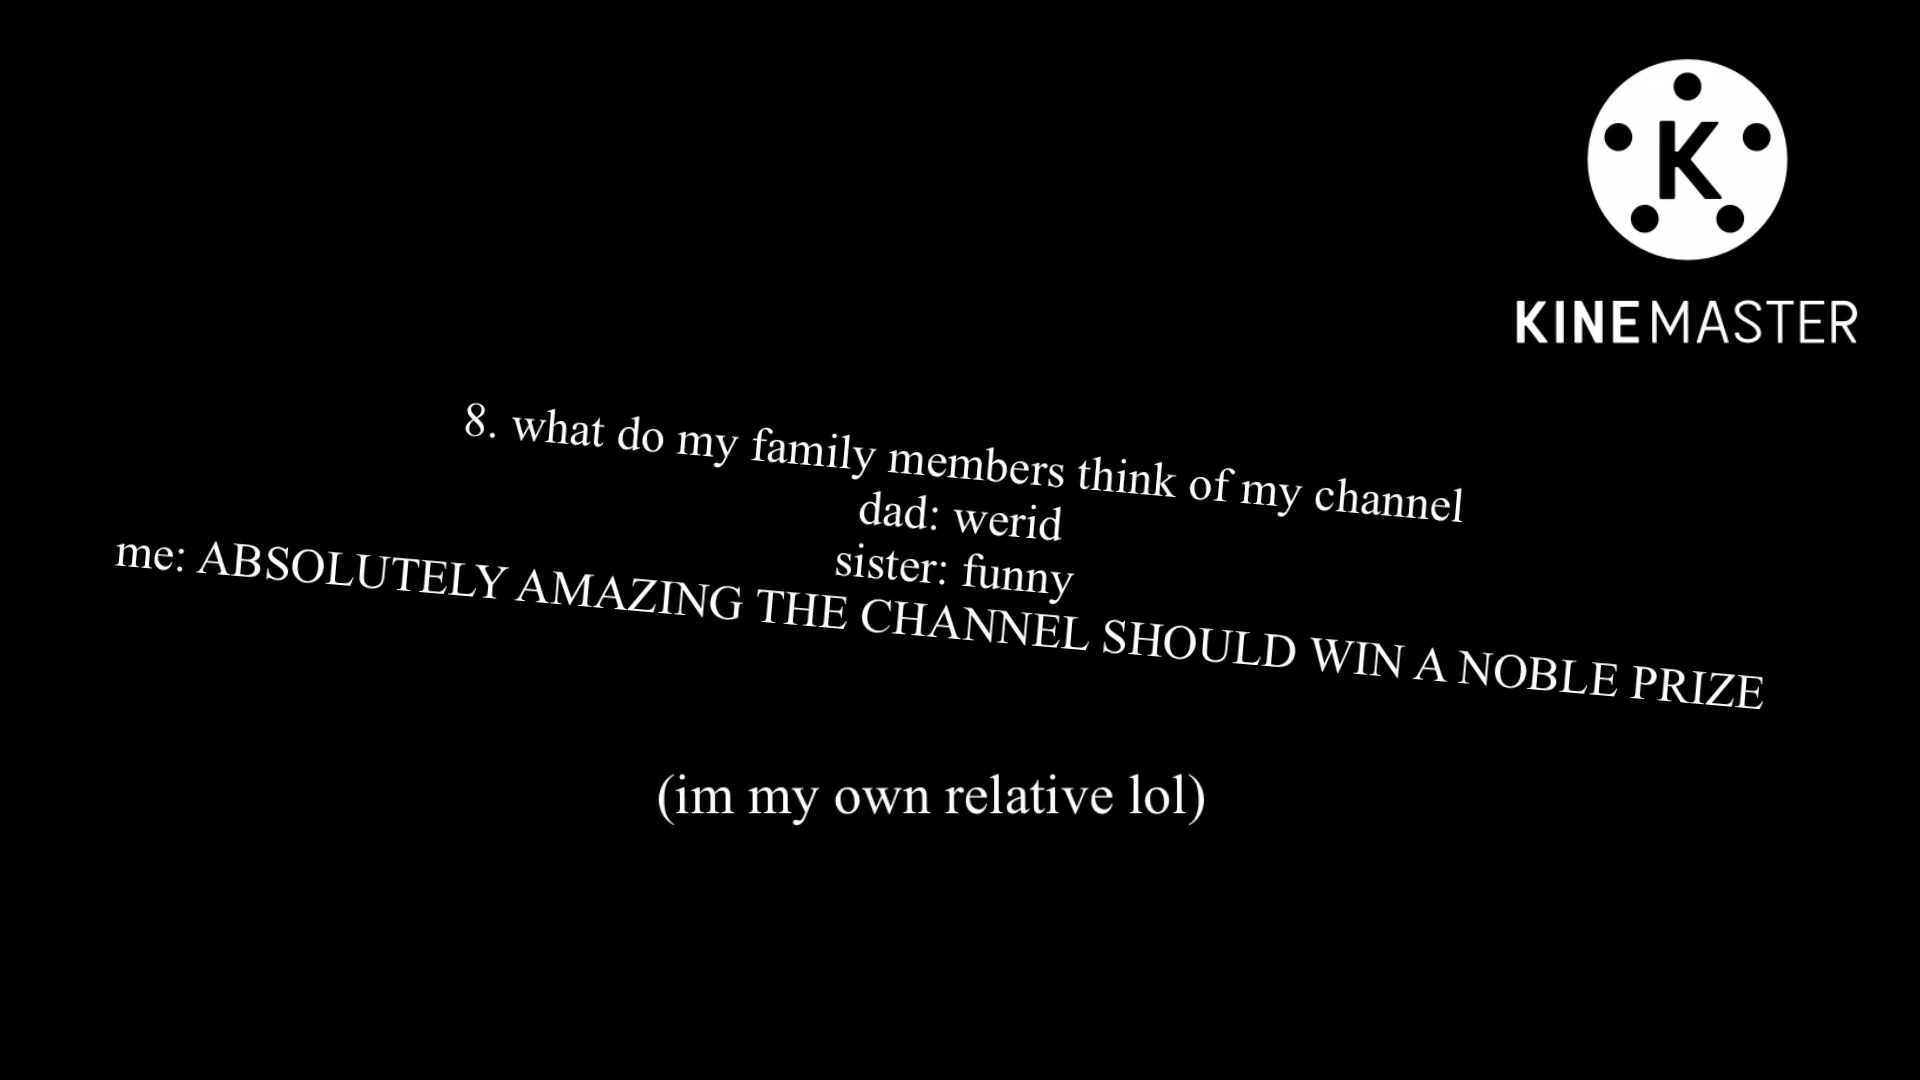 K
KINEMASTER
8. what do my family members think of my channel
dad: werid
sister: funny
me: ABSOLUTELY AMAZING THE CHANNEL SHOULD WIN A NOBLE PRIZE
(im my own relative lol)